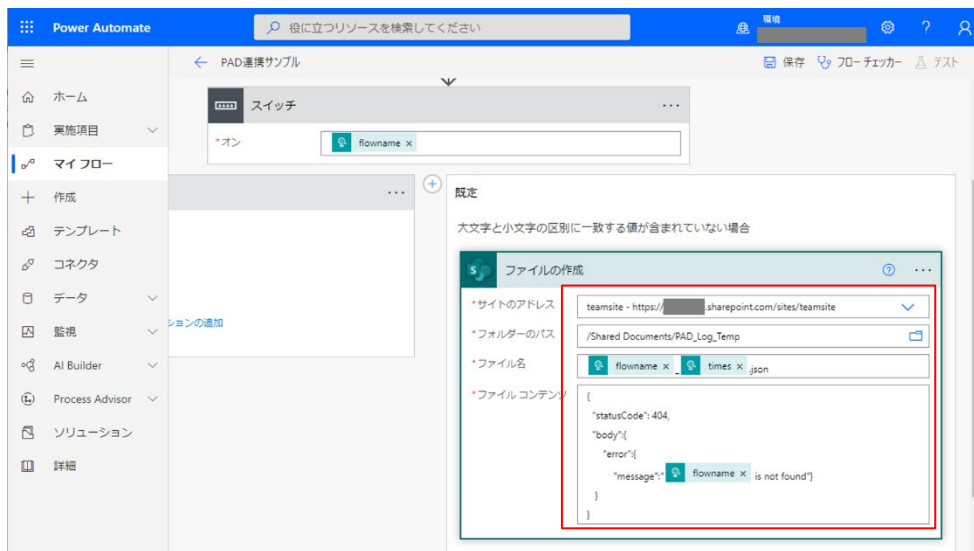 Power Automate
役に立つリソースを検索してください
環境
PAD連携サンプル
保存 フロー チェッカー テスト
ホーム
実施項目
マイ フロー
作成
テンプレート
コネクタ
データ
監視
AI Builder
Process Advisor
ソリューション
詳細
スイッチ
*オン flowname ×
ションの追加
既定
大文字と小文字の区別に一致する値が含まれていない場合
ファイルの作成
*サイトのアドレス teamsite - https:// .sharepoint.com/sites/teamsite
*フォルダーのパス /Shared Documents/PAD_Log_Temp
*ファイル名 flowname × _ times × .json
*ファイル コンテンツ {
"statusCode": 404,
"body":{
"error":{
"message":" flowname × is not found"}
}
}